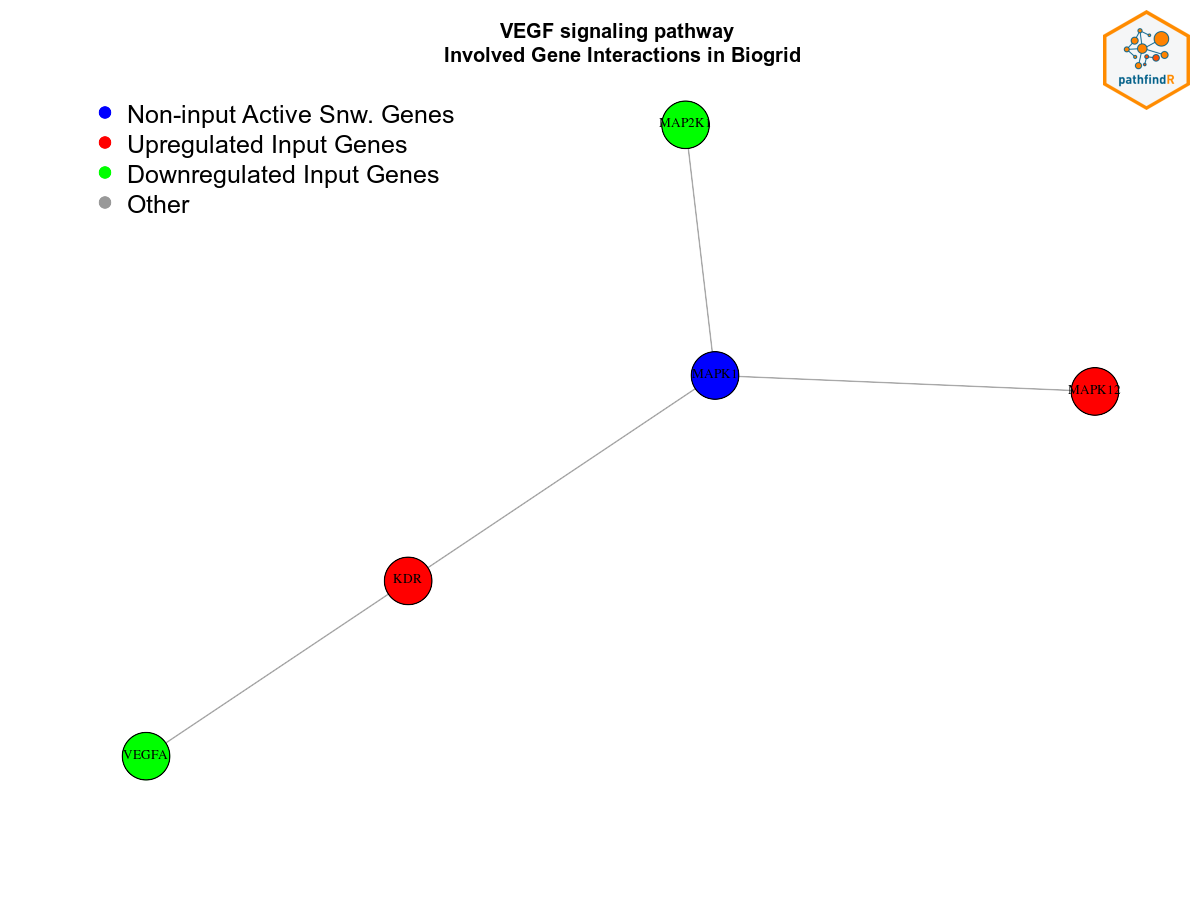 VEGF signaling pathway
Involved Gene Interactions in Biogrid
pathfindR
Non-input Active Snw. Genes
Upregulated Input Genes
Downregulated Input Genes
Other
MAP2K1
MAPK1
MAPK12
KDR
VEGFA